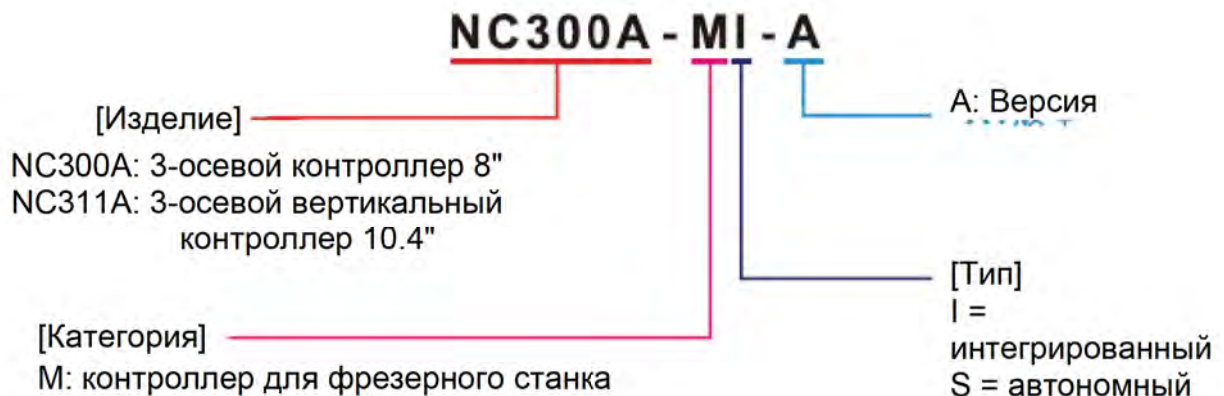 NC300A - MI - A
[Изделие]
NC300A: 3-осевой контроллер 8"
NC311A: 3-осевой вертикальный
контроллер 10.4"
[Категория]
M: контроллер для фрезерного станка
A: Версия
[Тип]
I =
интегрированный
S = автономный